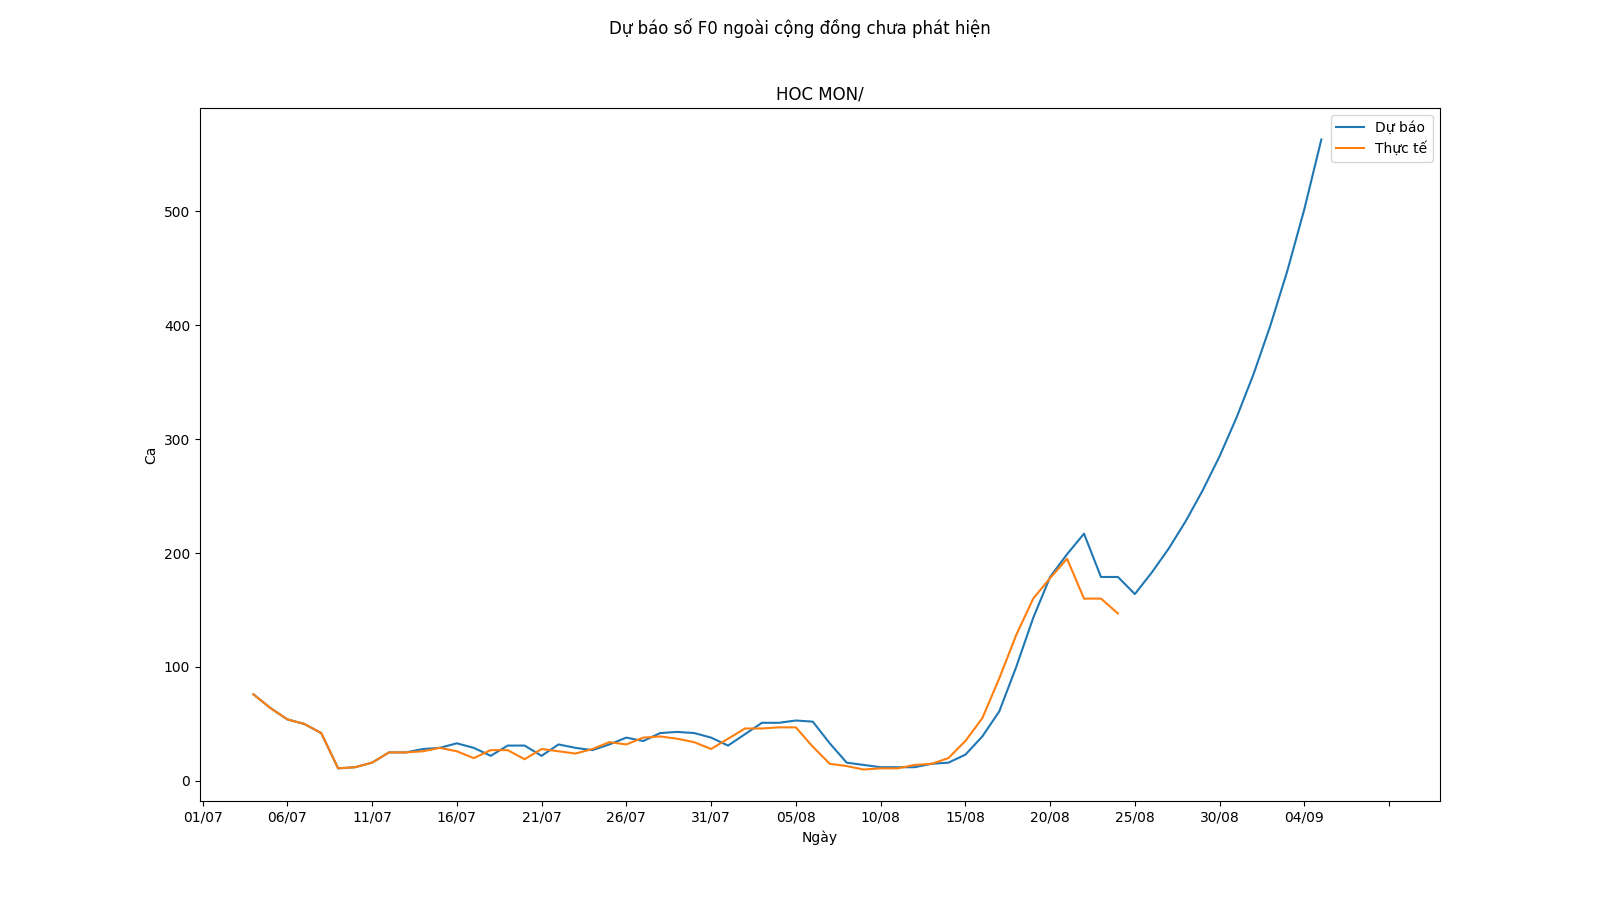 Dự báo số F0 ngoài cộng đồng chưa phát hiện
HOC MON/
Dự báo
Thực tế
500
400
300
200
100
0
Ca
01/07 06/07 11/07 16/07 21/07 26/07 31/07 05/08 10/08 15/08 20/08 25/08 30/08 04/09
Ngày